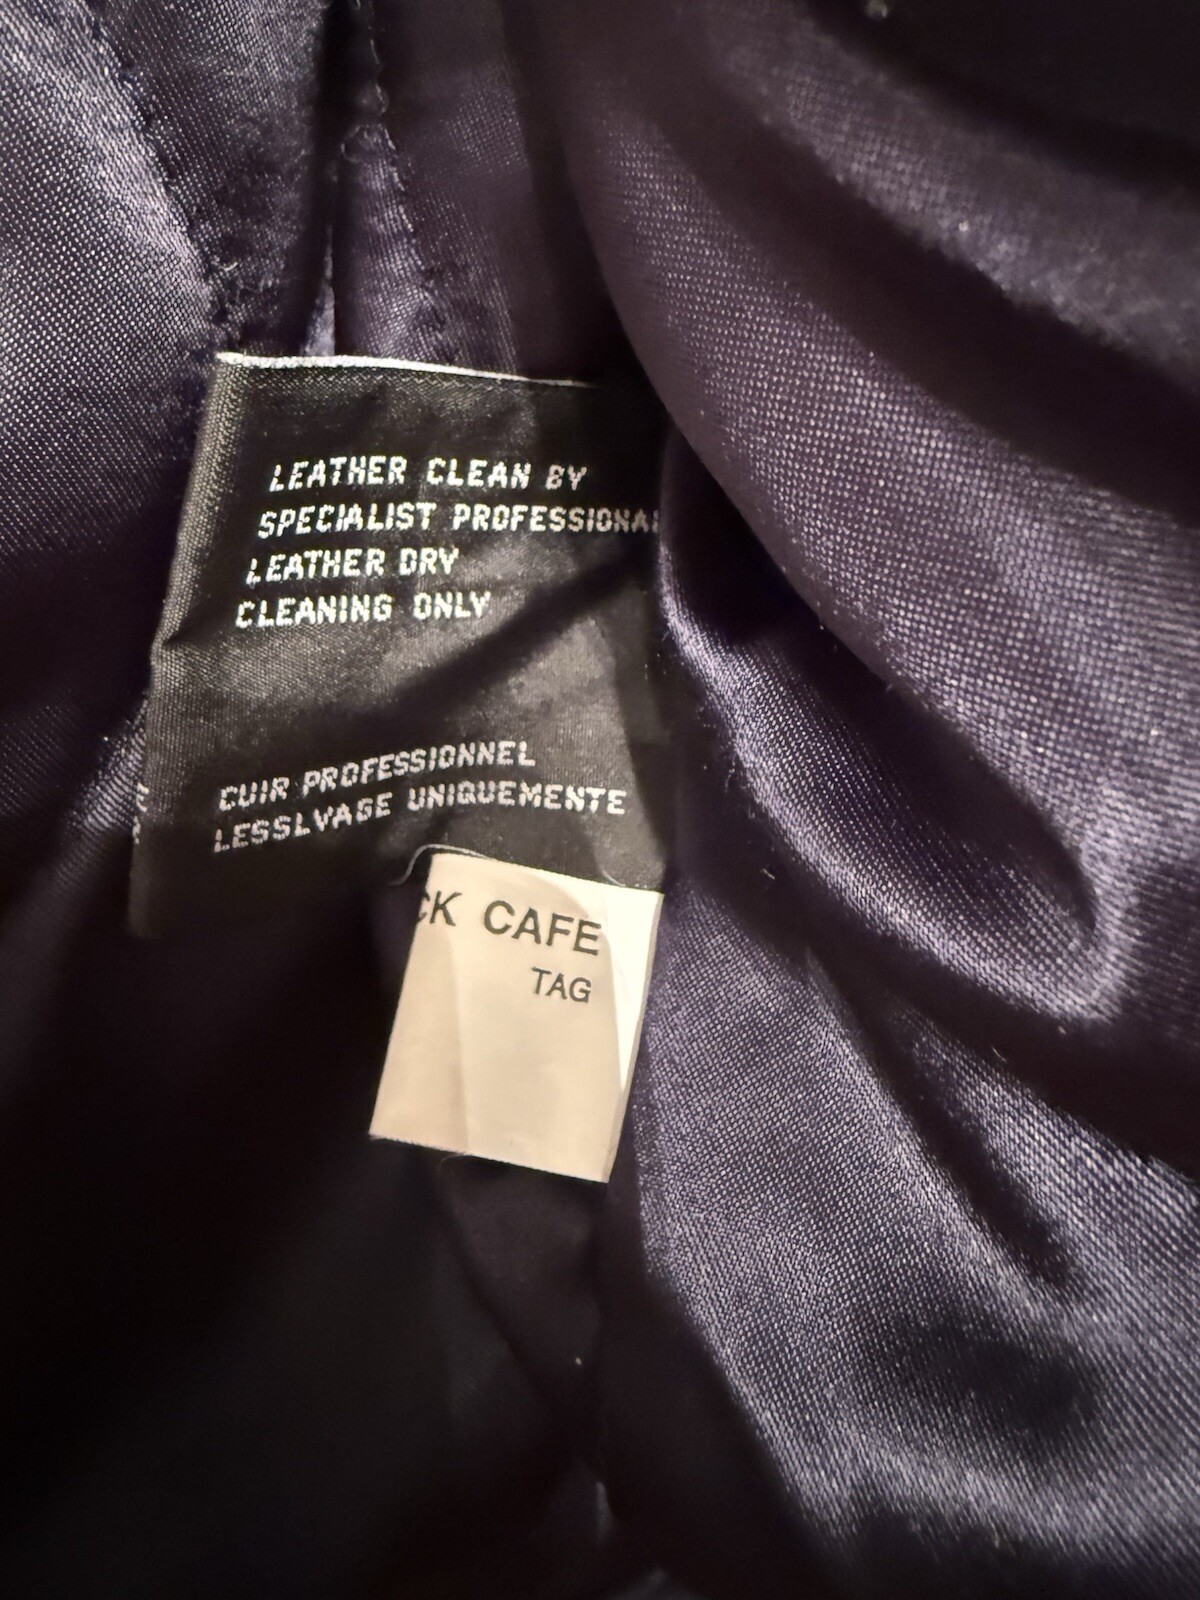 LEATHER CLEAN BY
SPECIALIST PROFESSIONAL
LEATHER DRY
CLEANING ONLY
CUIR PROFESSIONNEL
LESSLVAGE UNIQUEMENTE
CK CAFE
TAG